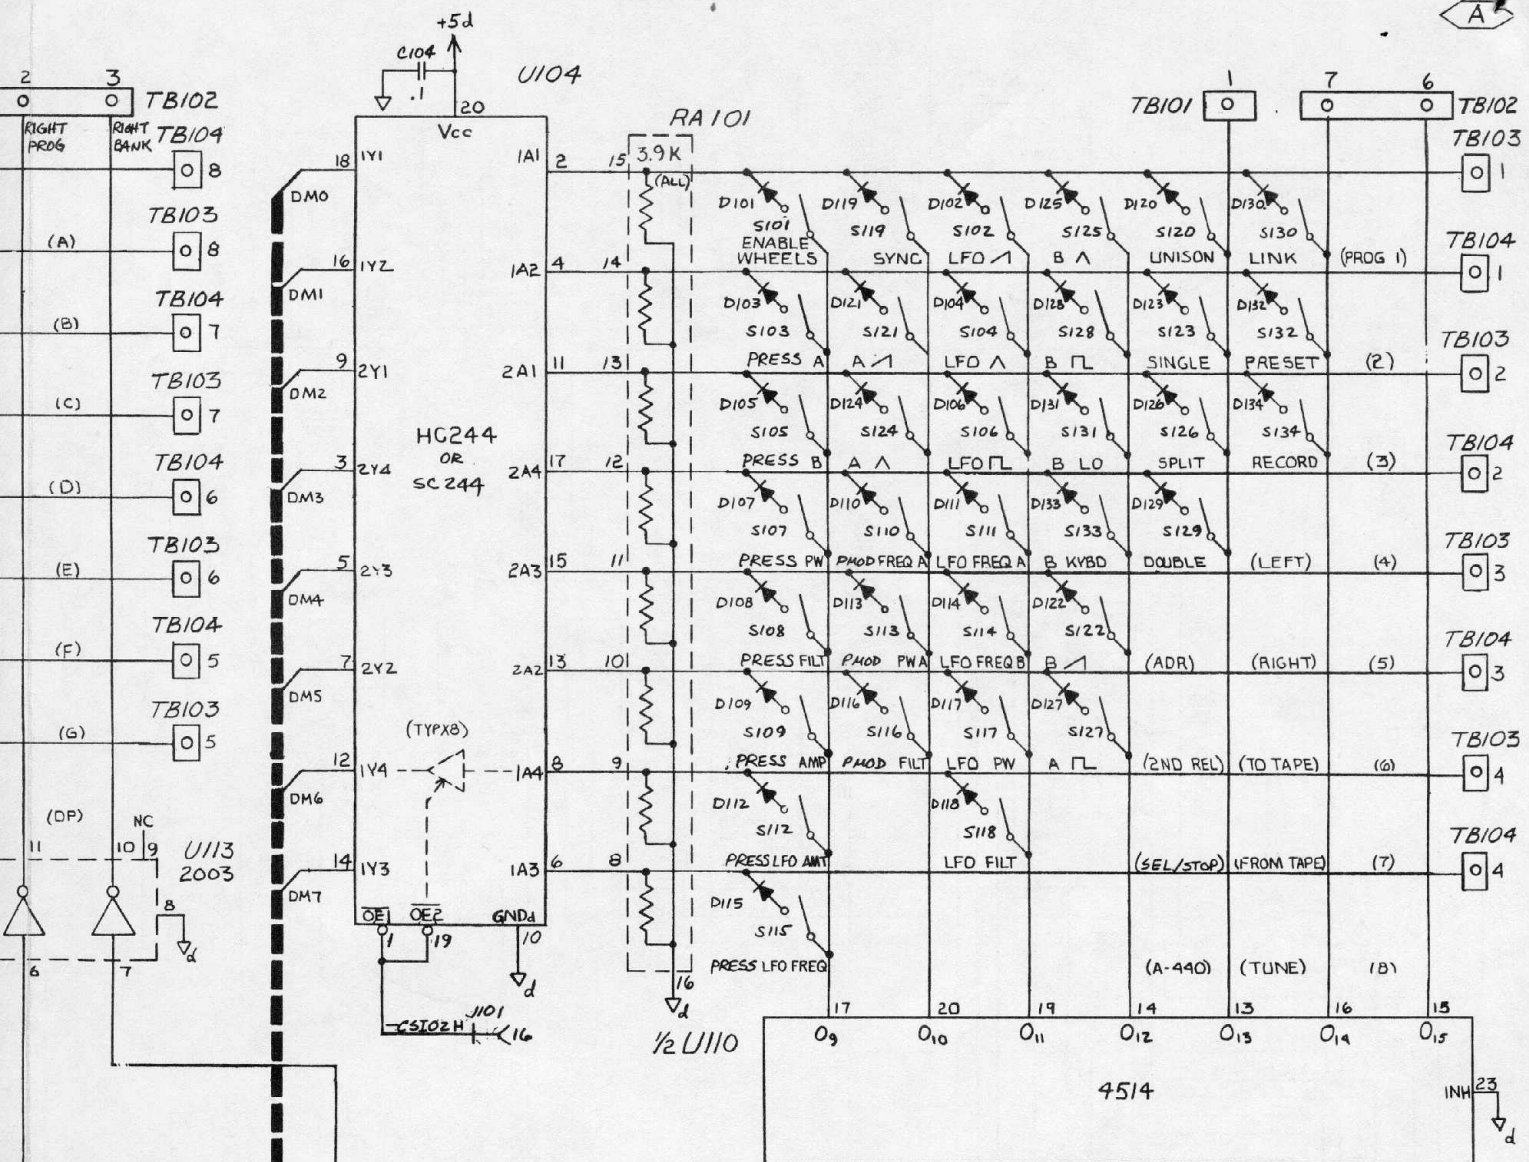 A
+5d
C104
.1
U104
20
Vcc
2 3 TB102
RIGHT PROG
RIGHT BANK
TB104
8
TB103
8
(A)
TB104
7
(B)
TB103
7
(C)
TB104
6
(D)
TB103
6
(E)
TB104
5
(F)
TB103
5
(G)
(DP)
NC
11 10 9
U113
2003
8
d
6 7
DM0 18 1Y1 1A1 2 15
DM1 16 1Y2 1A2 4 14
DM2 9 2Y1 2A1 11 13
HC244
OR
SC244
DM3 3 2Y4 2A4 17 12
DM4 5 2Y3 2A3 15 11
DM5 7 2Y2 2A2 13 10
(TYPX8)
DM6 12 1Y4 1A4 8 9
DM7 14 1Y3 1A3 6 8
OE1 OE2 GNDd
1 19 10
d
CS102H J101 16
RA101
3.9K
(ALL)
16
d
½ U110
TB101 1
7 6 TB102
TB103
1
D101 D119 D102 D125 D120 D130
S101 S119 S102 S125 S120 S130
ENABLE WHEELS SYNC LFO B UNISON LINK (PROG 1)
TB104
1
D103 D121 D104 D128 D123 D132
S103 S121 S104 S128 S123 S132
PRESS A A LFO B SINGLE PRESET (2)
TB103
2
D105 D124 D106 D131 D126 D134
S105 S124 S106 S131 S126 S134
PRESS B A LFO B LO SPLIT RECORD (3)
TB104
2
D107 D110 D111 D133 D129
S107 S110 S111 S133 S129
PRESS PW PMOD FREQ A LFO FREQ A B KYBD DOUBLE (LEFT) (4)
TB103
3
D108 D113 D114 D122
S108 S113 S114 S122
PRESS FILT PMOD PWA LFO FREQ B B (ADR) (RIGHT) (5)
TB104
3
D109 D116 D117 D127
S109 S116 S117 S127
PRESS AMP PMOD FILT LFO PW A (2ND REL) (TO TAPE) (6)
TB103
4
D112 D118
S112 S118
PRESS LFO AMT LFO FILT (SEL/STOP) (FROM TAPE) (7)
TB104
4
D115
S115
PRESS LFO FREQ (A-440) (TUNE) (8)
17 20 19 14 13 16 15
O9 O10 O11 O12 O13 O14 O15
4514
INH 23
d